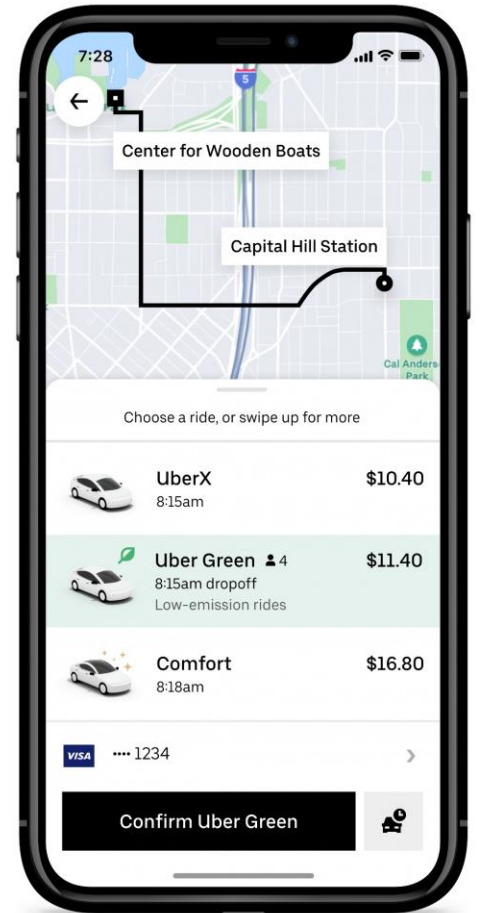 7:28
5
Center for Wooden Boats
Capital Hill Station
Cal Anders
Park
Choose a ride, or swipe up for more
UberX $10.40
8:15am
Uber Green 4 $11.40
8:15am dropoff
Low-emission rides
Comfort $16.80
8:18am
VISA •••• 1234
Confirm Uber Green